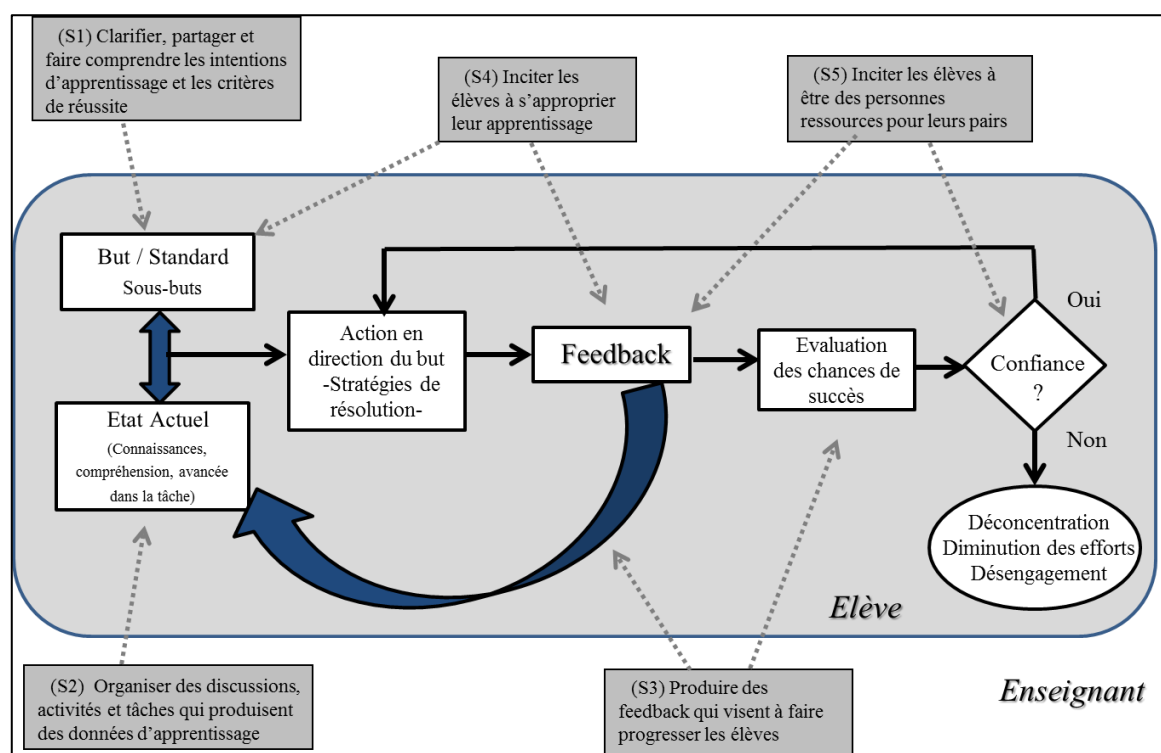 (S1) Clarifier, partager et
faire comprendre les intentions
d’apprentissage et les critères
de réussite
(S4) Inciter les
élèves à s’approprier
leur apprentissage
(S5) Inciter les élèves à
être des personnes
ressources pour leurs pairs
But / Standard
Sous-buts
Action en
direction du but
-Stratégies de
résolution-
Feedback
Evaluation
des chances de
succès
Confiance
?
Oui
Non
Etat Actuel
(Connaissances,
compréhension, avancée
dans la tâche)
Déconcentration
Diminution des efforts
Désengagement
Elève
(S2) Organiser des discussions,
activités et tâches qui produisent
des données d’apprentissage
(S3) Produire des
feedback qui visent à faire
progresser les élèves
Enseignant